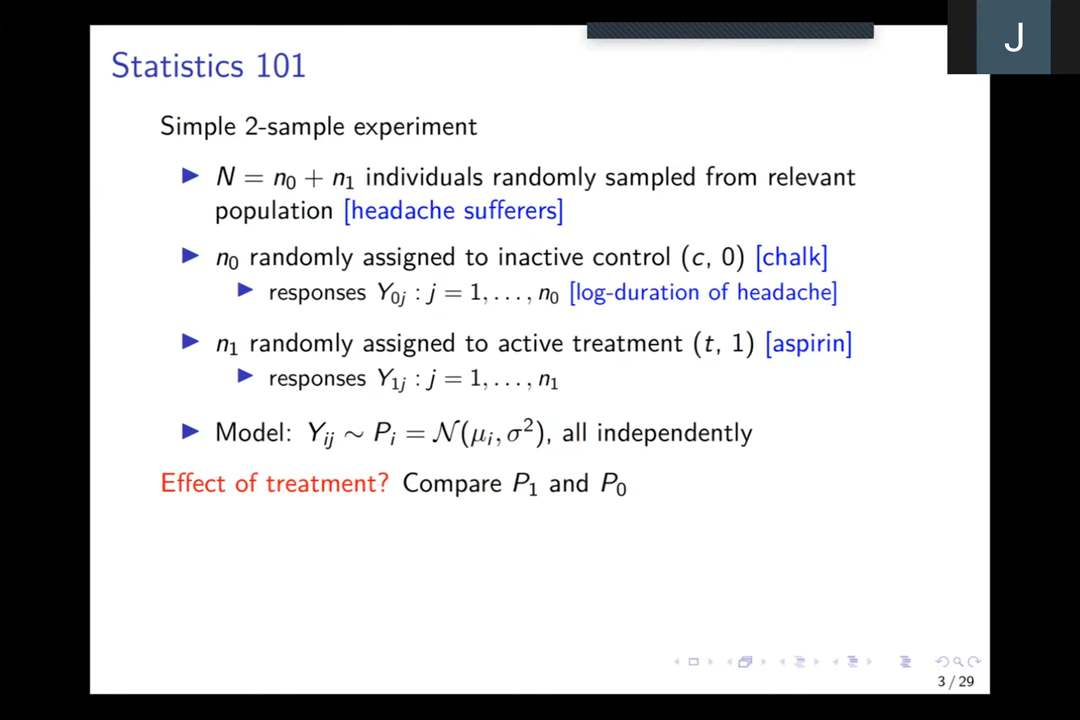 J
Statistics 101
Simple 2-sample experiment
▶ N = n₀ + n₁ individuals randomly sampled from relevant
population [headache sufferers]
▶ n₀ randomly assigned to inactive control (c, 0) [chalk]
▶ responses Y₀ⱼ : j = 1, . . . , n₀ [log-duration of headache]
▶ n₁ randomly assigned to active treatment (t, 1) [aspirin]
▶ responses Y₁ⱼ : j = 1, . . . , n₁
▶ Model: Yᵢⱼ ∼ Pᵢ = 𝒩(μᵢ, σ²), all independently
Effect of treatment? Compare P₁ and P₀
3 / 29